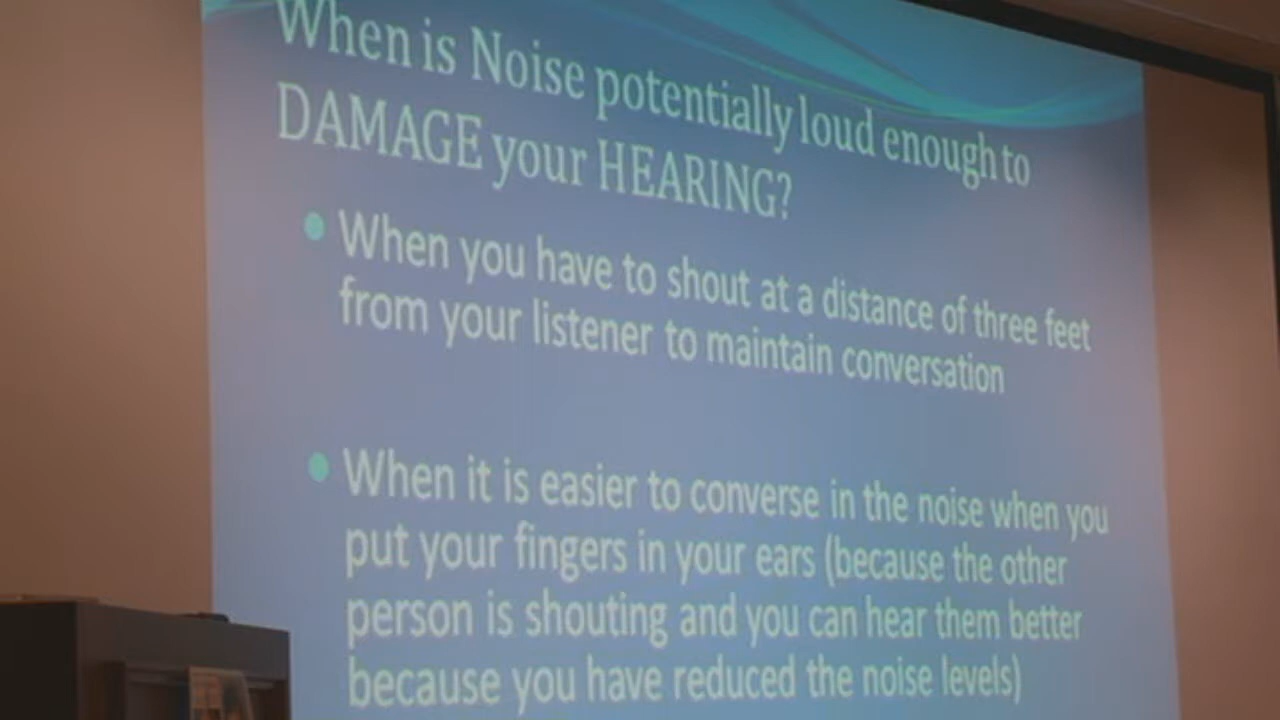 When is Noise potentially loud enough to
DAMAGE your HEARING?
When you have to shout at a distance of three feet
from your listener to maintain conversation
When it is easier to converse in the noise when you
put your fingers in your ears (because the other
person is shouting and you can hear them better
because you have reduced the noise levels)